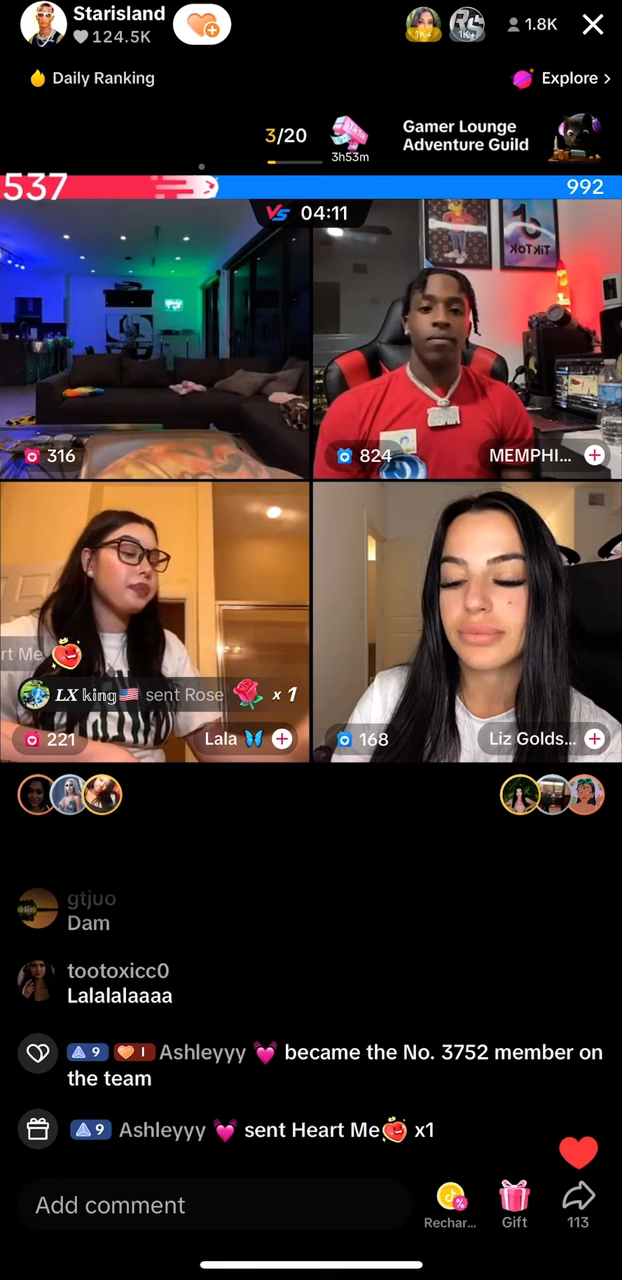 Starisland
124.5K
1K+
1K+
1.8K
Daily Ranking
Explore >
3/20
3h53m
Gamer Lounge
Adventure Guild
537
992
VS 04:11
TikTok
316
824
MEMPHI...
rt Me
LX king🇺🇸 sent Rose x 1
221
Lala 🦋
168
Liz Golds...
gtjuo
Dam
tootoxicc0
Lalalalaaaa
9 I Ashleyyy 💓 became the No. 3752 member on
the team
9 Ashleyyy 💓 sent Heart Me x1
Add comment
Rechar...
Gift
113